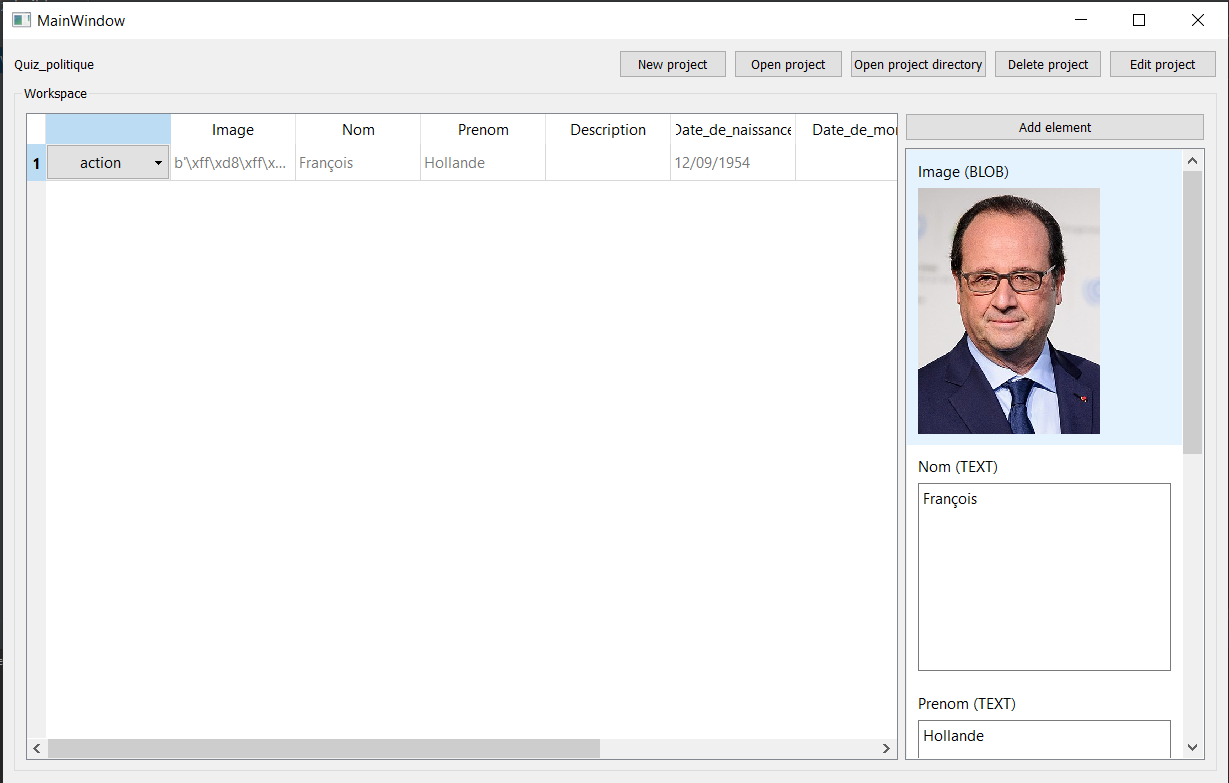 MainWindow
Quiz_politique
New project
Open project
Open project directory
Delete project
Edit project
Workspace
Image
Nom
Prenom
Description
Date_de_naissance
Date_de_mo
Add element
1
action
b'\xff\xd8\xff\x...
François
Hollande
12/09/1954
Image (BLOB)
Nom (TEXT)
François
Prenom (TEXT)
Hollande